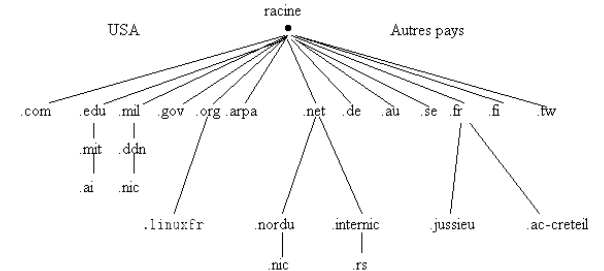 racine
USA Autres pays
.com .edu .mil .gov .org .arpa .net .de .au .se .fr .fi .tw
.mit .ddn
.ai .nic
.linuxfr .nordu .internic .jussieu .ac-creteil
.nic .rs